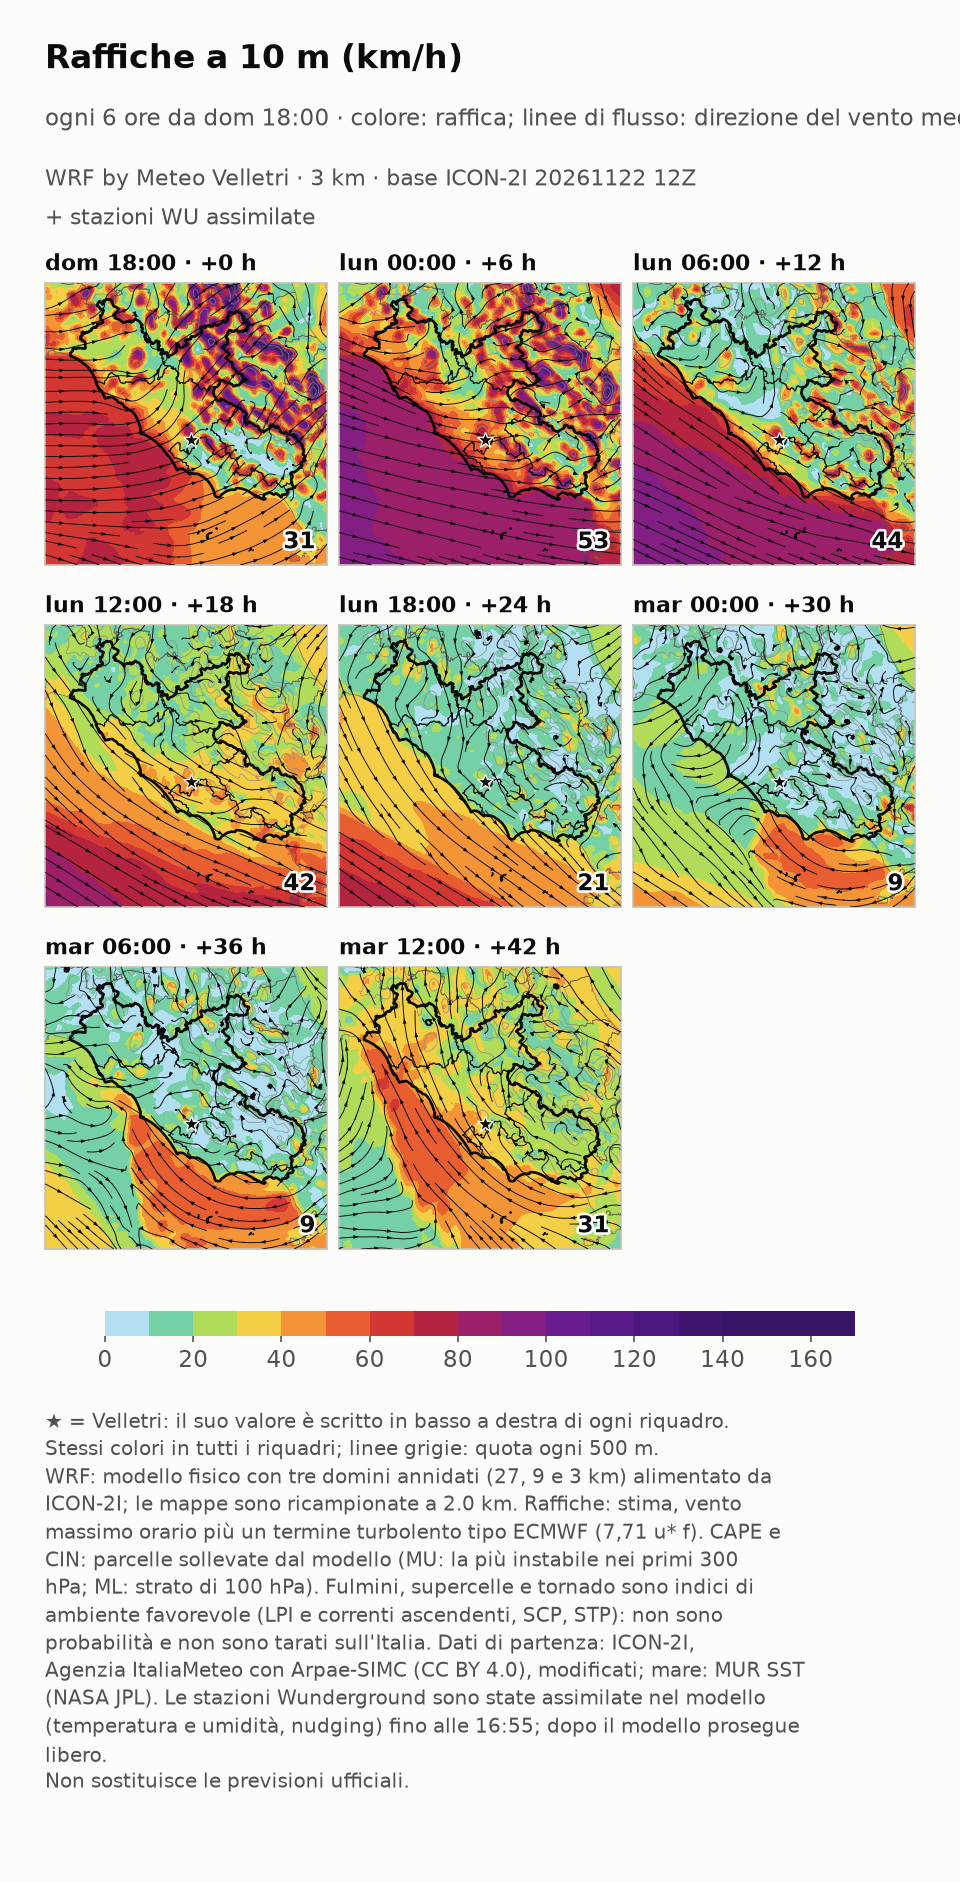 Raffiche a 10 m (km/h)
ogni 6 ore da dom 18:00 · colore: raffica; linee di flusso: direzione del vento
WRF by Meteo Velletri · 3 km · base ICON-2I 20261122 12Z
+ stazioni WU assimilate
dom 18:00 · +0 h
lun 00:00 · +6 h
lun 06:00 · +12 h
31
53
44
lun 12:00 · +18 h
lun 18:00 · +24 h
mar 00:00 · +30 h
42
21
9
mar 06:00 · +36 h
mar 12:00 · +42 h
9
31
0 20 40 60 80 100 120 140 160
★ = Velletri: il suo valore è scritto in basso a destra di ogni riquadro.
Stessi colori in tutti i riquadri; linee grigie: quota ogni 500 m.
WRF: modello fisico con tre domini annidati (27, 9 e 3 km) alimentato da
ICON-2I; le mappe sono ricampionate a 2.0 km. Raffiche: stima, vento
massimo orario più un termine turbolento tipo ECMWF (7,71 u* f). CAPE e
CIN: parcelle sollevate dal modello (MU: la più instabile nei primi 300
hPa; ML: strato di 100 hPa). Fulmini, supercelle e tornado sono indici di
ambiente favorevole (LPI e correnti ascendenti, SCP, STP): non sono
probabilità e non sono tarati sull'Italia. Dati di partenza: ICON-2I,
Agenzia ItaliaMeteo con Arpae-SIMC (CC BY 4.0), modificati; mare: MUR SST
(NASA JPL). Le stazioni Wunderground sono state assimilate nel modello
(temperatura e umidità, nudging) fino alle 16:55; dopo il modello prosegue
libero.
Non sostituisce le previsioni ufficiali.